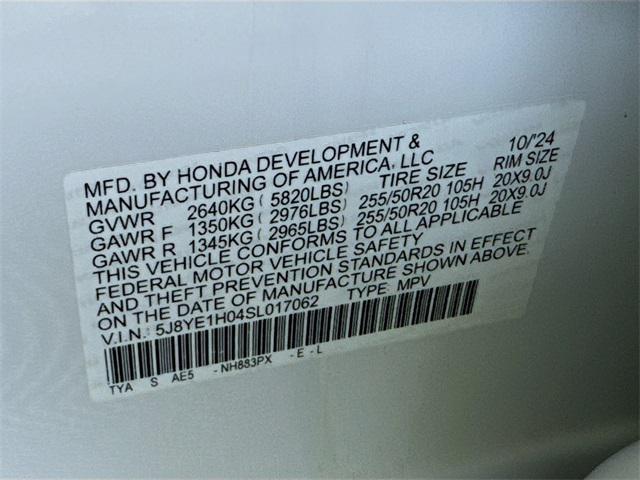 MFD. BY HONDA DEVELOPMENT & 10/'24
MANUFACTURING OF AMERICA, LLC
GVWR 2640KG (5820LBS) TIRE SIZE RIM SIZE
GAWR F 1350KG (2976LBS) 255/50R20 105H 20X9.0J
GAWR R 1345KG (2965LBS) 255/50R20 105H 20X9.0J
THIS VEHICLE CONFORMS TO ALL APPLICABLE
FEDERAL MOTOR VEHICLE SAFETY
AND THEFT PREVENTION STANDARDS IN EFFECT
ON THE DATE OF MANUFACTURE SHOWN ABOVE.
V.I.N.: 5J8YE1H04SL017062 TYPE: MPV
TYA S AE5 - NH883PX - E - L